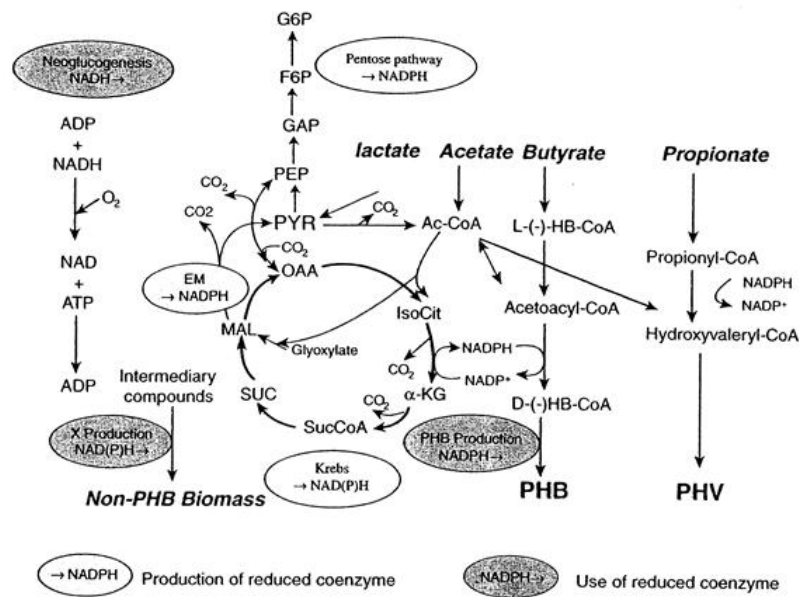 G6P
Neoglucogenesis
NADH→
Pentose pathway
→ NADPH
F6P
ADP
+
NADH
GAP
lactate Acetate Butyrate Propionate
O₂
CO₂
PEP
CO2
PYR
CO₂
Ac-CoA
L-(-)-HB-CoA
NAD
+
ATP
CO₂
Propionyl-CoA
EM
→ NADPH
OAA
NADPH
NADP⁺
IsoCit
Acetoacyl-CoA
MAL
Hydroxyvaleryl-CoA
Glyoxylate
NADPH
CO₂
ADP
Intermediary
compounds
SUC
CO₂
α-KG
NADP⁺
D-(-)HB-CoA
SucCoA
X Production
NAD(P)H→
PHB Production
NADPH→
Krebs
→ NAD(P)H
Non-PHB Biomass
PHB
PHV
→NADPH
Production of reduced coenzyme
NADPH→
Use of reduced coenzyme